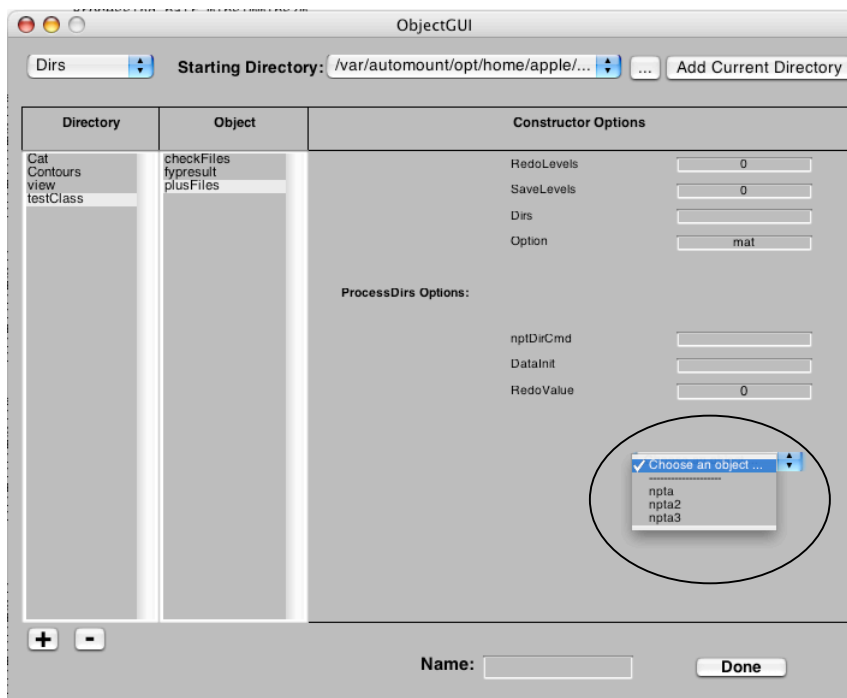 ObjectGUI
Dirs
Starting Directory: /var/automount/opt/home/apple/... ... Add Current Directory
Directory Object Constructor Options
Cat
Contours
view
testClass
checkFiles
fypresult
plusFiles
RedoLevels 0
SaveLevels 0
Dirs
Option mat
ProcessDirs Options:
nptDirCmd
DataInit
RedoValue 0
Choose an object ...
--------------------
npta
npta2
npta3
+ -
Name:
Done